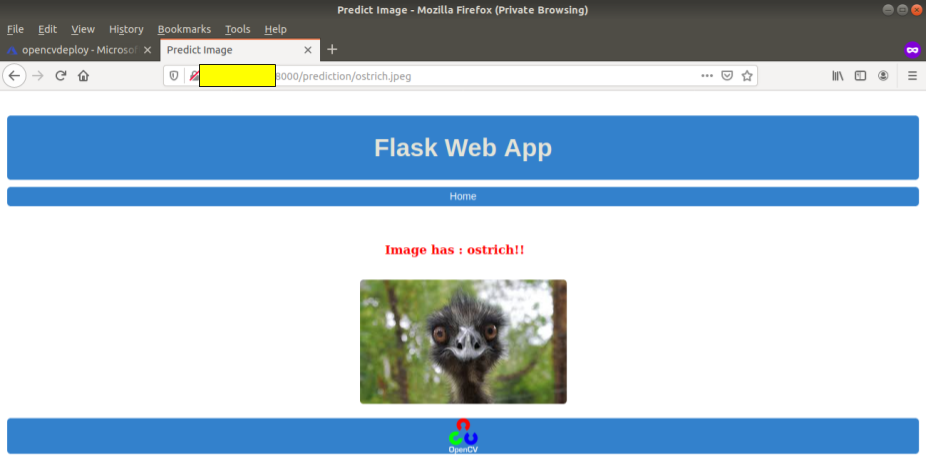 Predict Image - Mozilla Firefox (Private Browsing)
File Edit View History Bookmarks Tools Help
opencvdeploy - Microsof
Predict Image
8000/prediction/ostrich.jpeg
Flask Web App
Home
Image has : ostrich!!
OpenCV